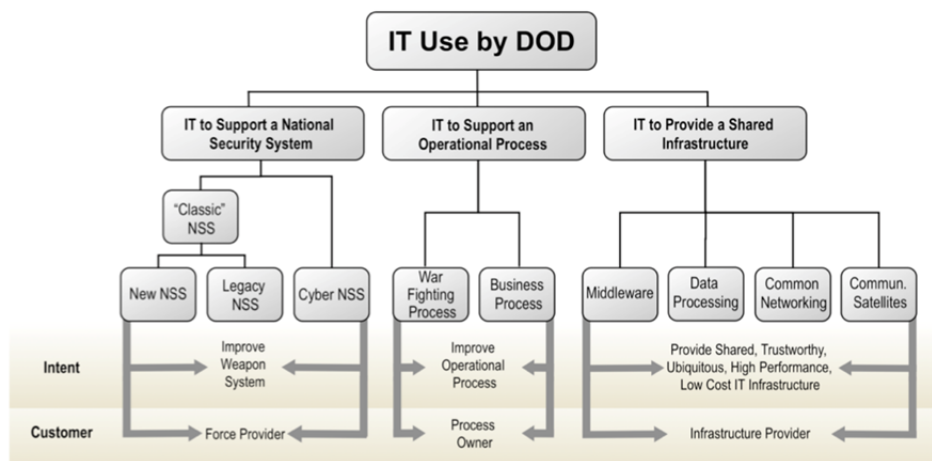 IT Use by DOD
IT to Support a National
Security System
IT to Support an
Operational Process
IT to Provide a Shared
Infrastructure
“Classic”
NSS
New NSS
Legacy
NSS
Cyber NSS
War
Fighting
Process
Business
Process
Middleware
Data
Processing
Common
Networking
Commun.
Satellites
Intent
Improve
Weapon
System
Improve
Operational
Process
Provide Shared, Trustworthy,
Ubiquitous, High Performance,
Low Cost IT Infrastructure
Customer
Force Provider
Process
Owner
Infrastructure Provider